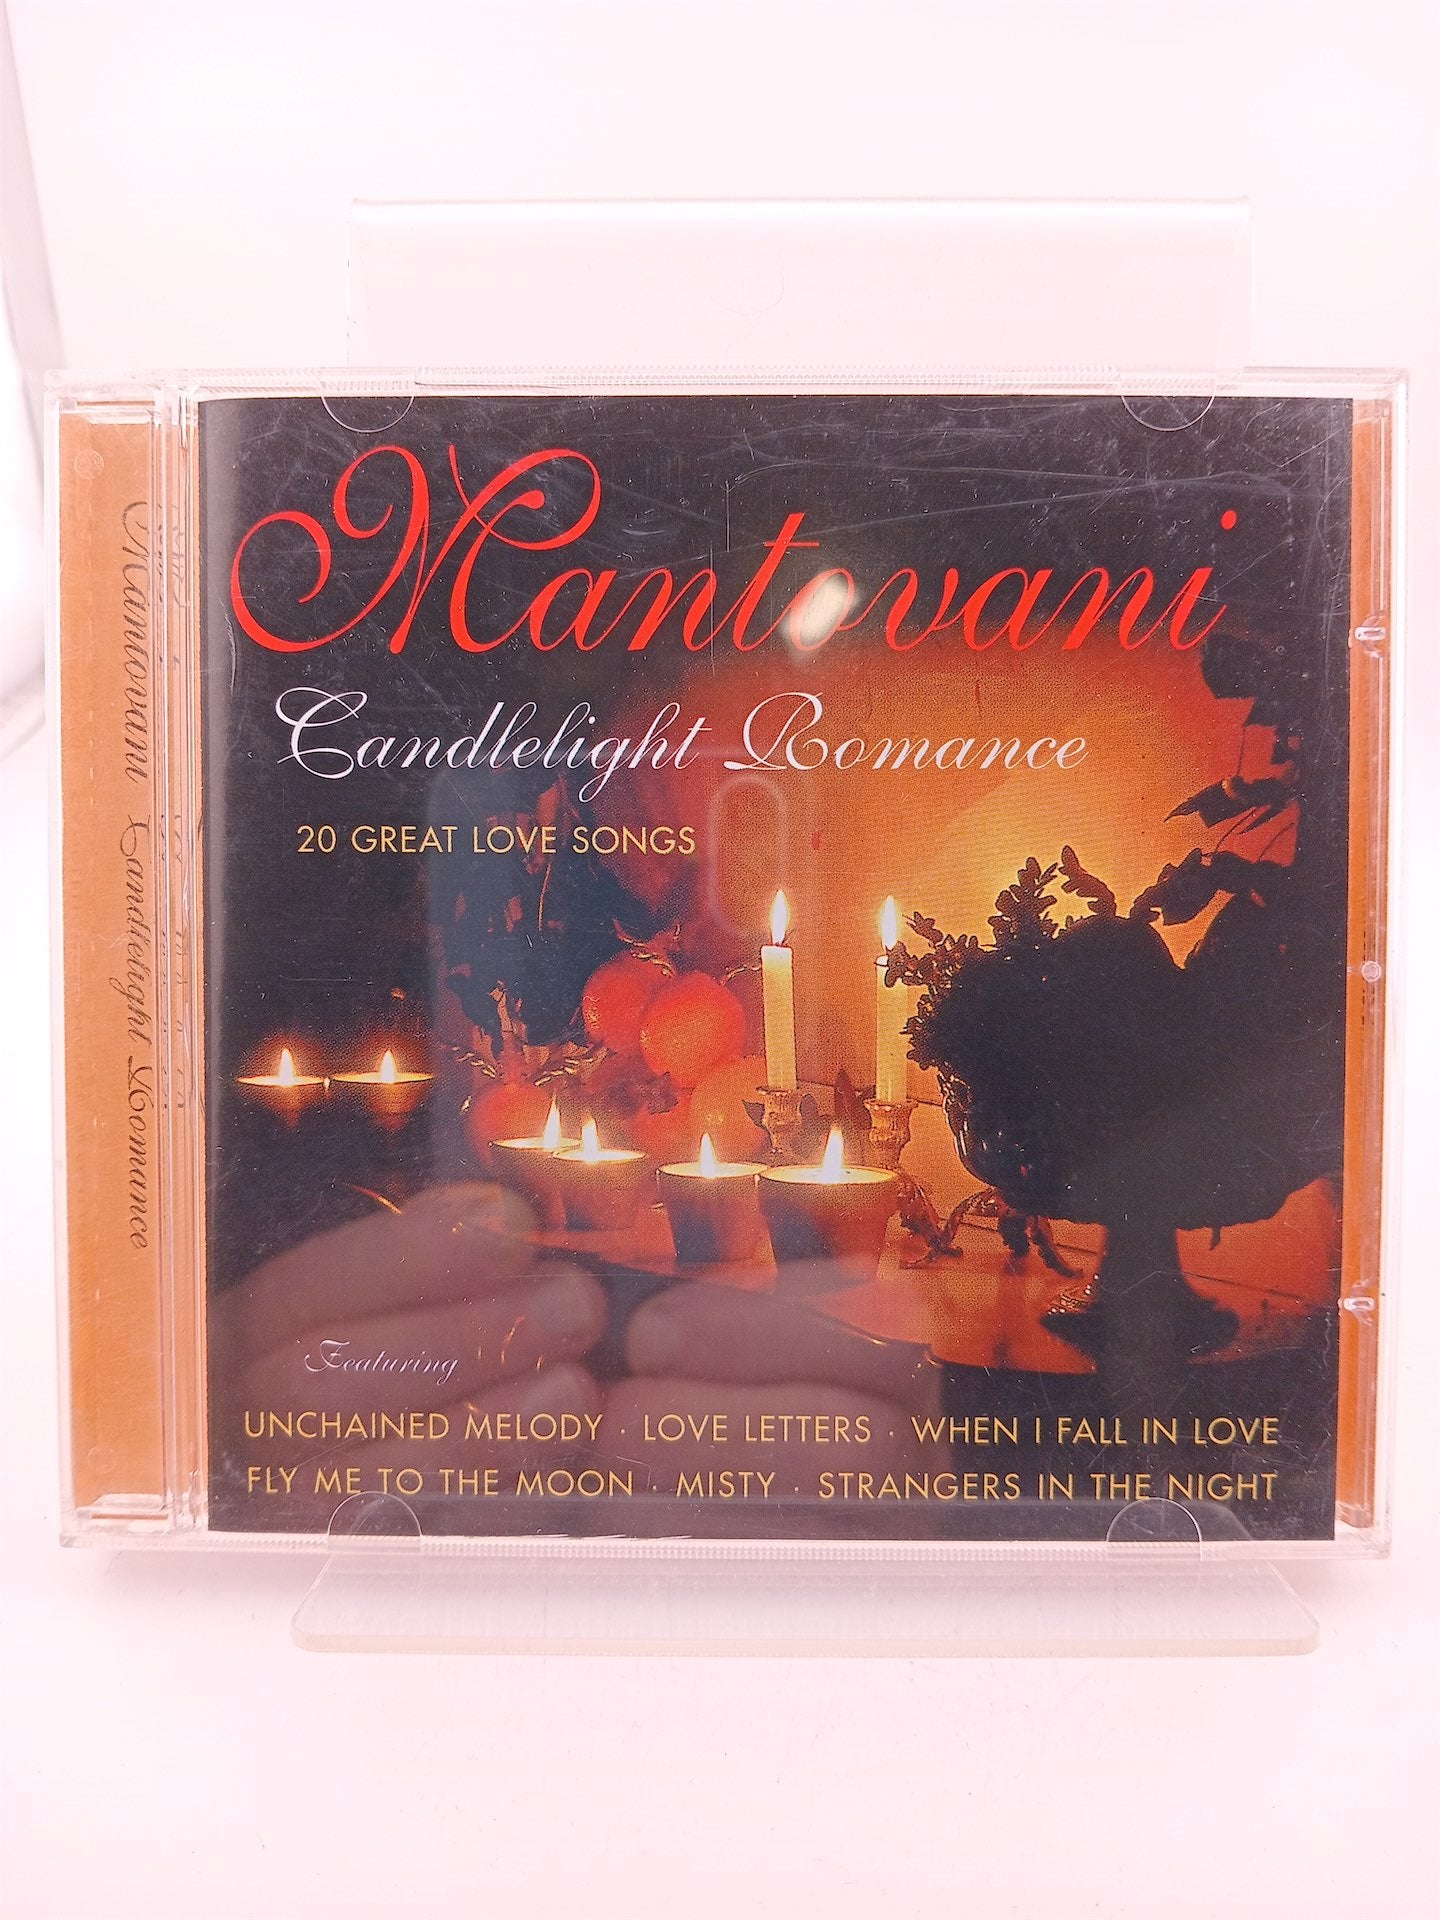 Mantovani
Candlelight Romance
20 GREAT LOVE SONGS
Featuring
UNCHAINED MELODY · LOVE LETTERS · WHEN I FALL IN LOVE
FLY ME TO THE MOON · MISTY · STRANGERS IN THE NIGHT
Mantovani Candlelight Romance